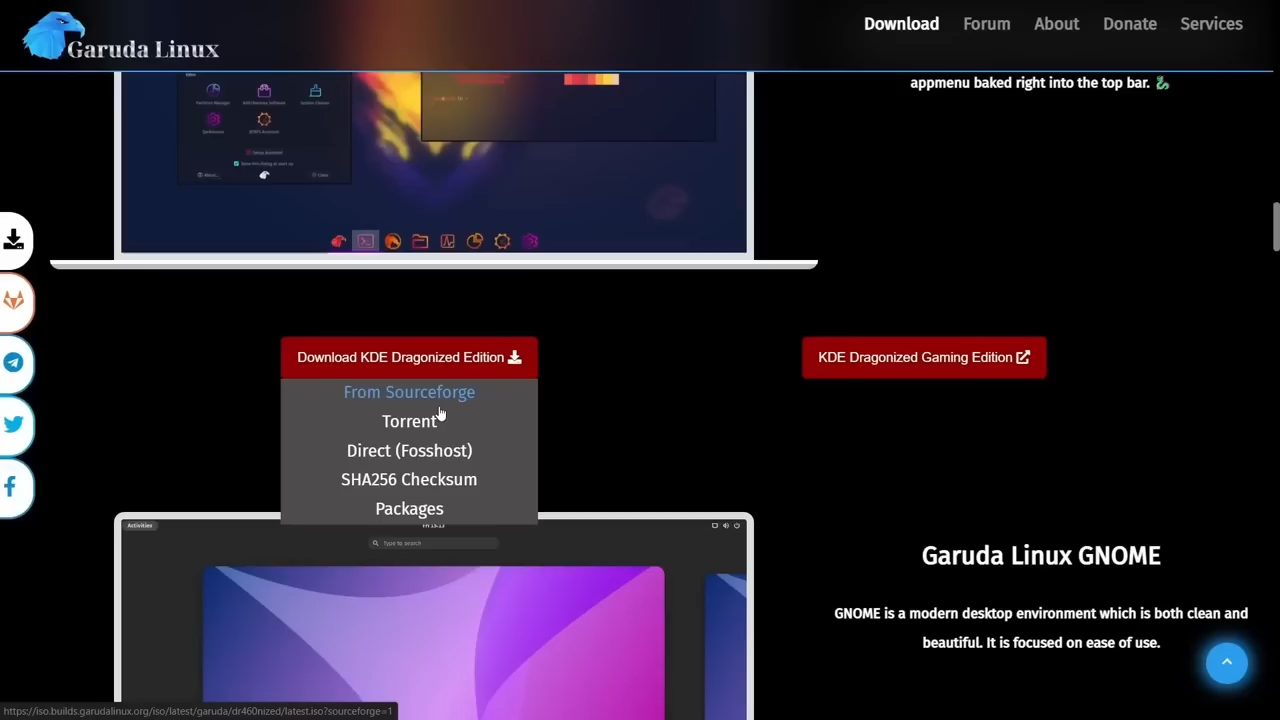 Garuda Linux
Download
Forum
About
Donate
Services
appmenu baked right into the top bar.
Download KDE Dragonized Edition
KDE Dragonized Gaming Edition
From Sourceforge
Torrent
Direct (Fosshost)
SHA256 Checksum
Packages
Activities
Type to search
Garuda Linux GNOME
GNOME is a modern desktop environment which is both clean and
beautiful. It is focused on ease of use.
https://iso.builds.garudalinux.org/iso/latest/garuda/dr460nized/latest.iso?sourceforge=1